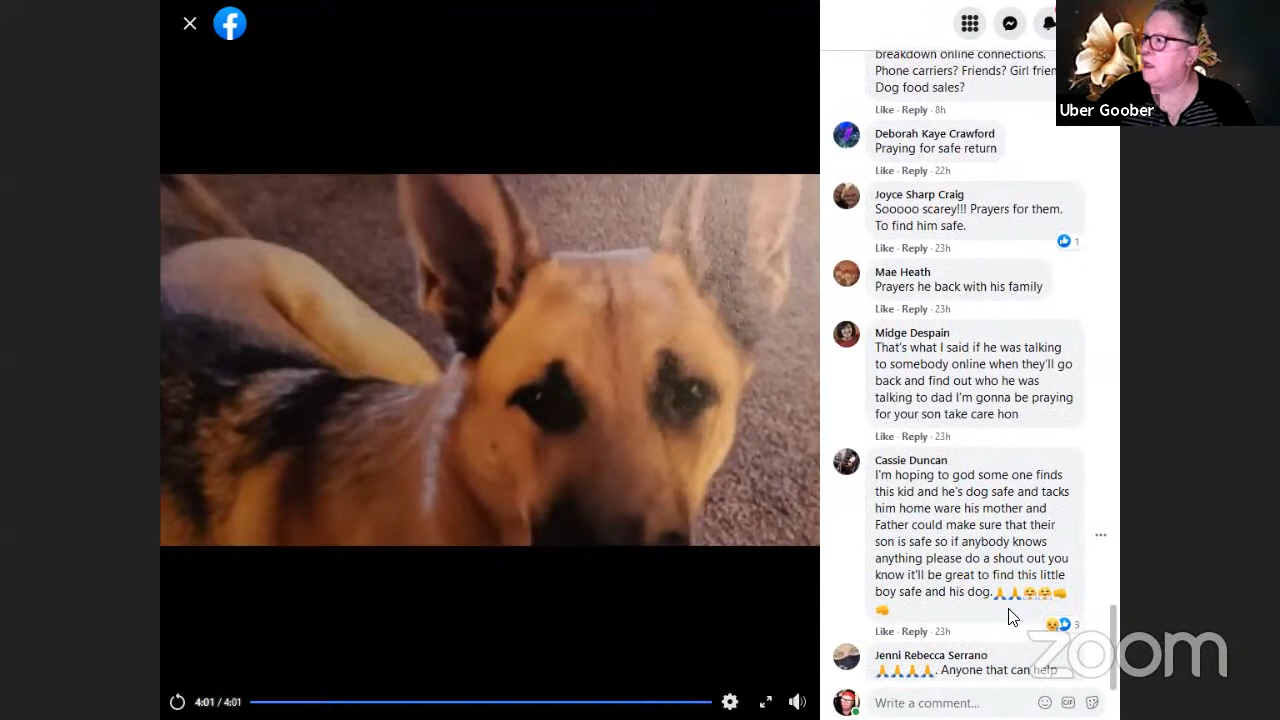 breakdown online connections.
Phone carriers? Friends? Girl frien
Dog food sales?
Like · Reply · 8h
Uber Goober
Deborah Kaye Crawford
Praying for safe return
Like · Reply · 22h
Joyce Sharp Craig
Sooooo scarey!!! Prayers for them.
To find him safe.
1
Like · Reply · 23h
Mae Heath
Prayers he back with his family
Like · Reply · 23h
Midge Despain
That's what I said if he was talking
to somebody online when they'll go
back and find out who he was
talking to dad I'm gonna be praying
for your son take care hon
Like · Reply · 23h
Cassie Duncan
I'm hoping to god some one finds
this kid and he's dog safe and tacks
him home ware his mother and
Father could make sure that their
son is safe so if anybody knows
anything please do a shout out you
know it'll be great to find this little
boy safe and his dog.🙏🙏🤗🤗👊
👊
3
Like · Reply · 23h
Jenni Rebecca Serrano
🙏🙏🙏🙏. Anyone that can help
Write a comment...
GIF
4:01 / 4:01
zoom